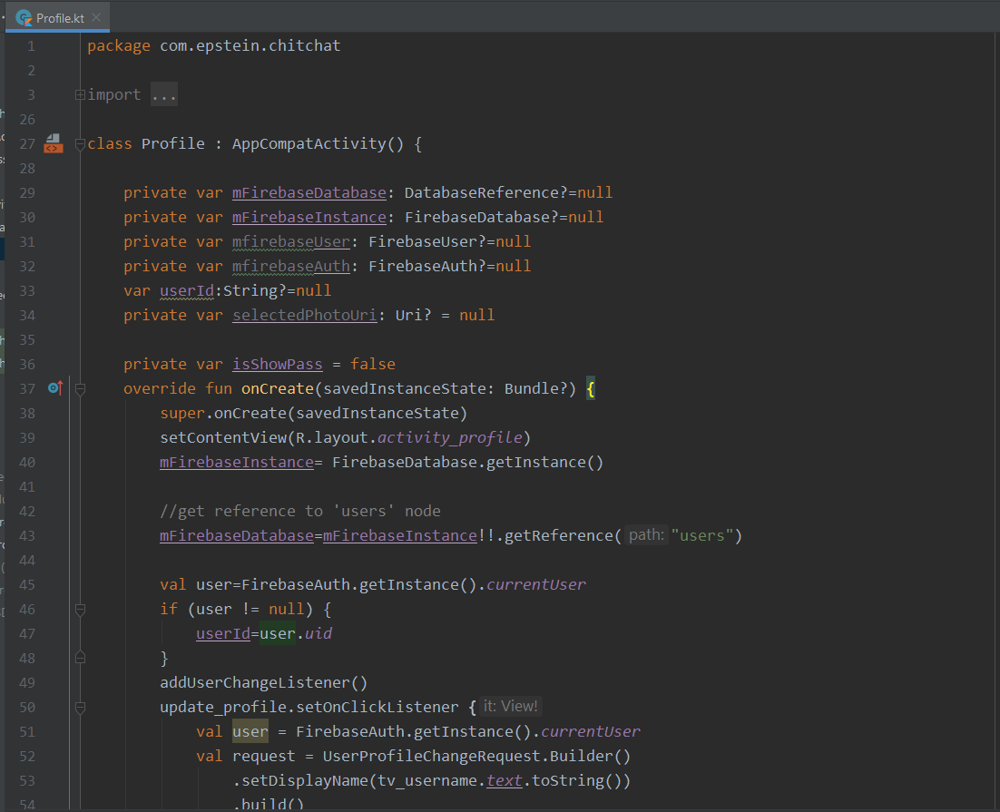 Profile.kt
1 package com.epstein.chitchat
2
3 import ...
26
27 class Profile : AppCompatActivity() {
28
29 private var mFirebaseDatabase: DatabaseReference?=null
30 private var mFirebaseInstance: FirebaseDatabase?=null
31 private var mfirebaseUser: FirebaseUser?=null
32 private var mfirebaseAuth: FirebaseAuth?=null
33 var userId:String?=null
34 private var selectedPhotoUri: Uri? = null
35
36 private var isShowPass = false
37 override fun onCreate(savedInstanceState: Bundle?) {
38 super.onCreate(savedInstanceState)
39 setContentView(R.layout.activity_profile)
40 mFirebaseInstance= FirebaseDatabase.getInstance()
41
42 //get reference to 'users' node
43 mFirebaseDatabase=mFirebaseInstance!!.getReference( path: "users")
44
45 val user=FirebaseAuth.getInstance().currentUser
46 if (user != null) {
47 userId=user.uid
48 }
49 addUserChangeListener()
50 update_profile.setOnClickListener { it: View!
51 val user = FirebaseAuth.getInstance().currentUser
52 val request = UserProfileChangeRequest.Builder()
53 .setDisplayName(tv_username.text.toString())
54 .build()